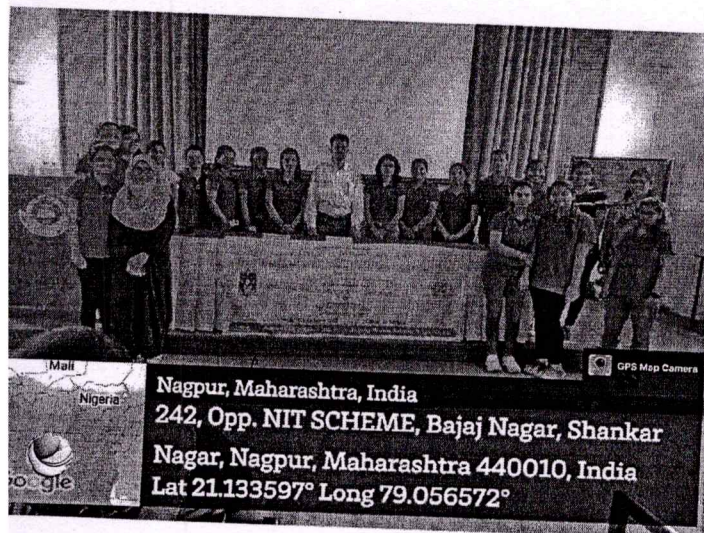 GPS Map Camera
Mali
Nigeria
Google
Nagpur, Maharashtra, India
242, Opp. NIT SCHEME, Bajaj Nagar, Shankar
Nagar, Nagpur, Maharashtra 440010, India
Lat 21.133597° Long 79.056572°